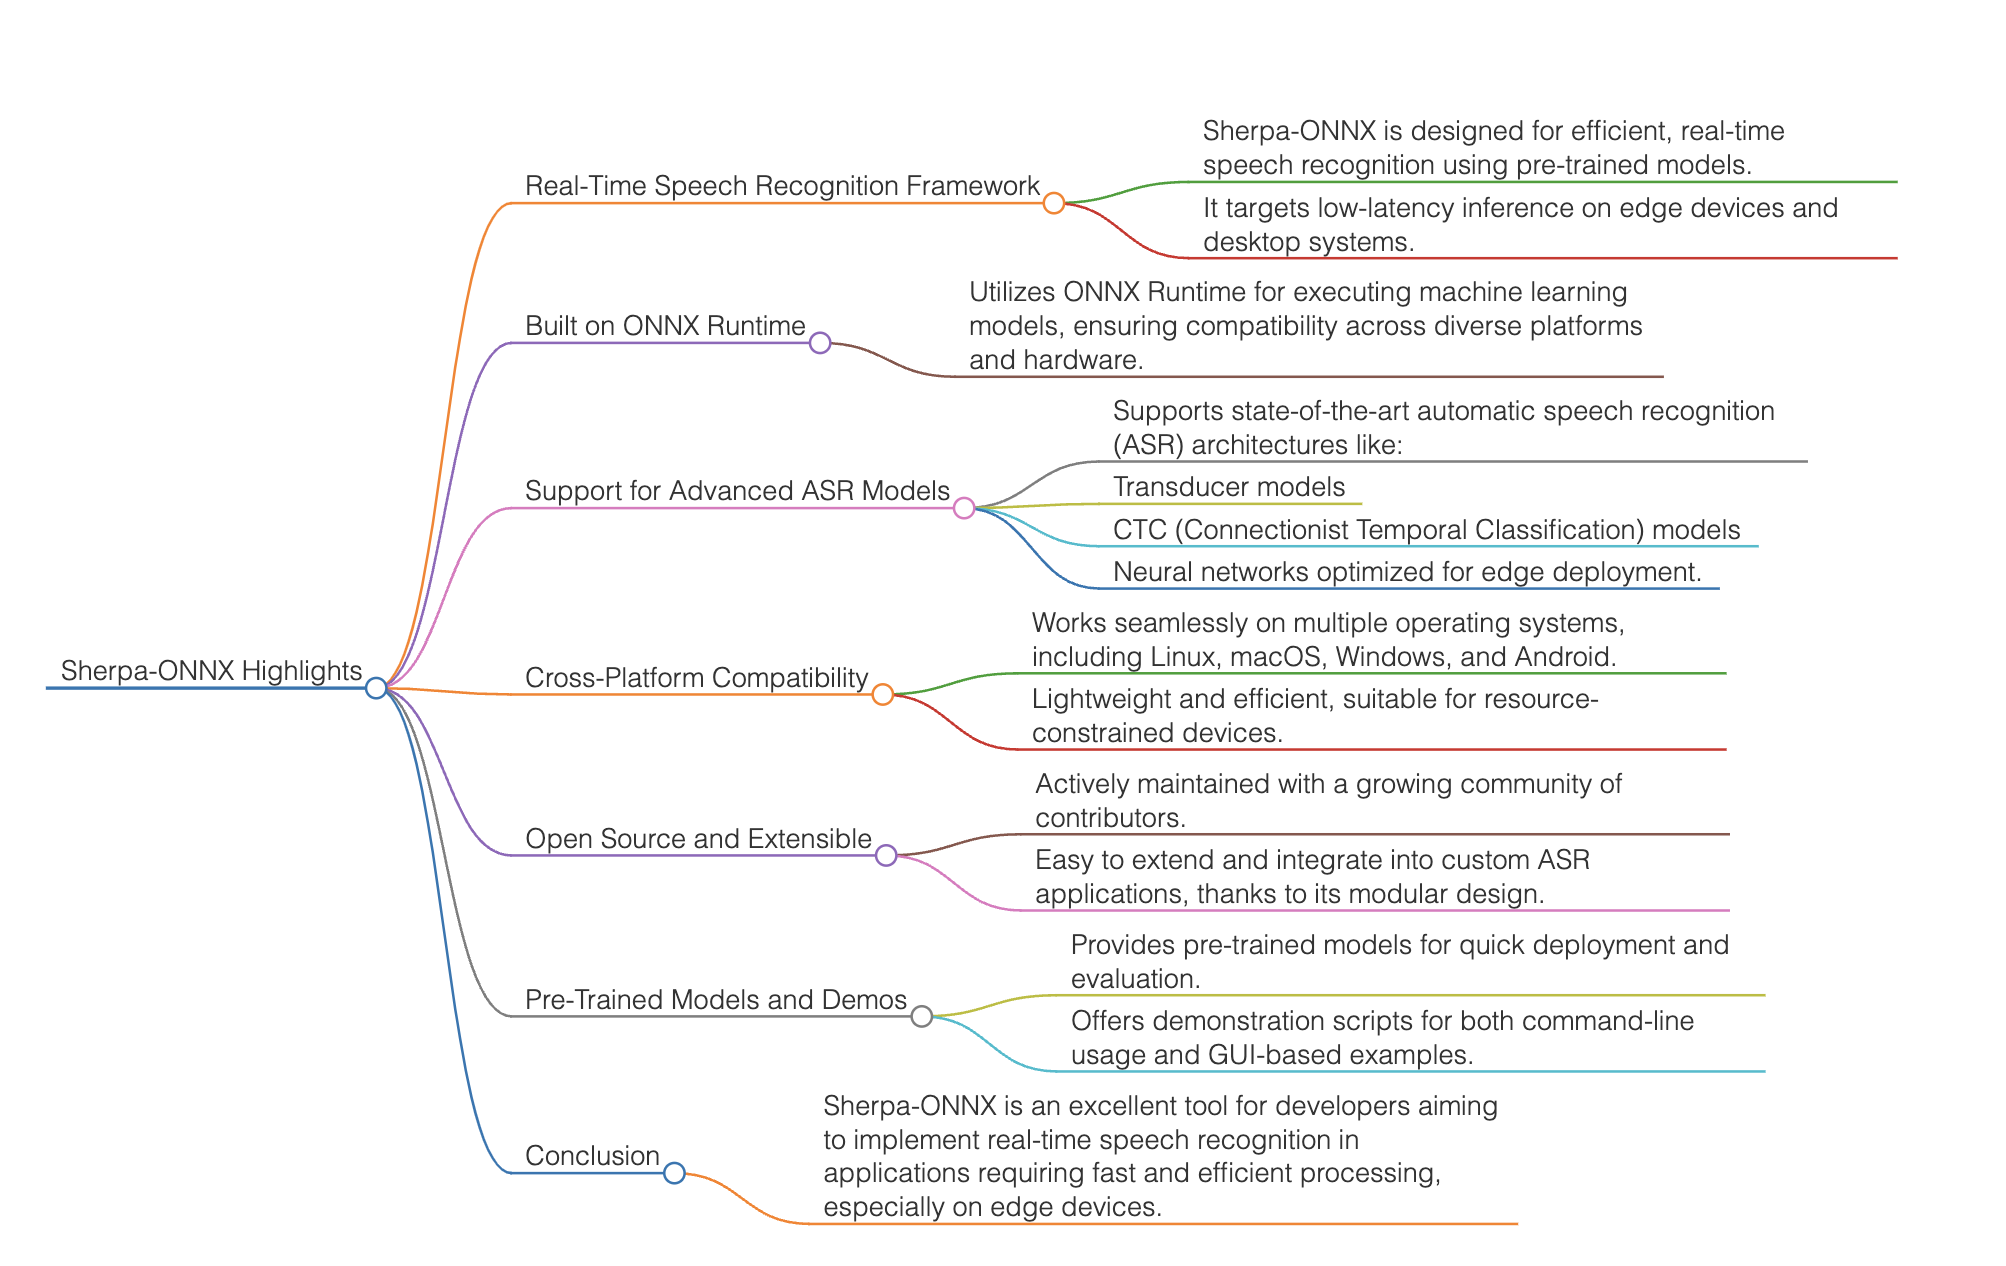 Sherpa-ONNX Highlights
Real-Time Speech Recognition Framework
Sherpa-ONNX is designed for efficient, real-time
speech recognition using pre-trained models.
It targets low-latency inference on edge devices and
desktop systems.
Built on ONNX Runtime
Utilizes ONNX Runtime for executing machine learning
models, ensuring compatibility across diverse platforms
and hardware.
Support for Advanced ASR Models
Supports state-of-the-art automatic speech recognition
(ASR) architectures like:
Transducer models
CTC (Connectionist Temporal Classification) models
Neural networks optimized for edge deployment.
Cross-Platform Compatibility
Works seamlessly on multiple operating systems,
including Linux, macOS, Windows, and Android.
Lightweight and efficient, suitable for resource-
constrained devices.
Open Source and Extensible
Actively maintained with a growing community of
contributors.
Easy to extend and integrate into custom ASR
applications, thanks to its modular design.
Pre-Trained Models and Demos
Provides pre-trained models for quick deployment and
evaluation.
Offers demonstration scripts for both command-line
usage and GUI-based examples.
Conclusion
Sherpa-ONNX is an excellent tool for developers aiming
to implement real-time speech recognition in
applications requiring fast and efficient processing,
especially on edge devices.